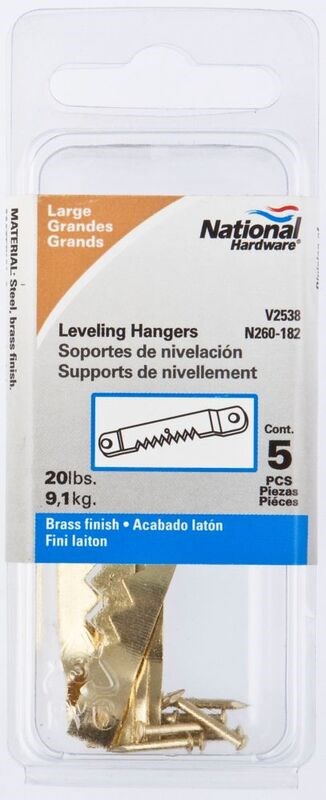 Large
Grandes
Grands
National
Hardware®
V2538
N260-182
Leveling Hangers
Soportes de nivelación
Supports de nivellement
Cont.
5
PCS
Piezas
Pièces
20lbs.
9,1kg.
Brass finish • Acabado latón
Fini laiton
MATERIAL: Steel, brass finish.